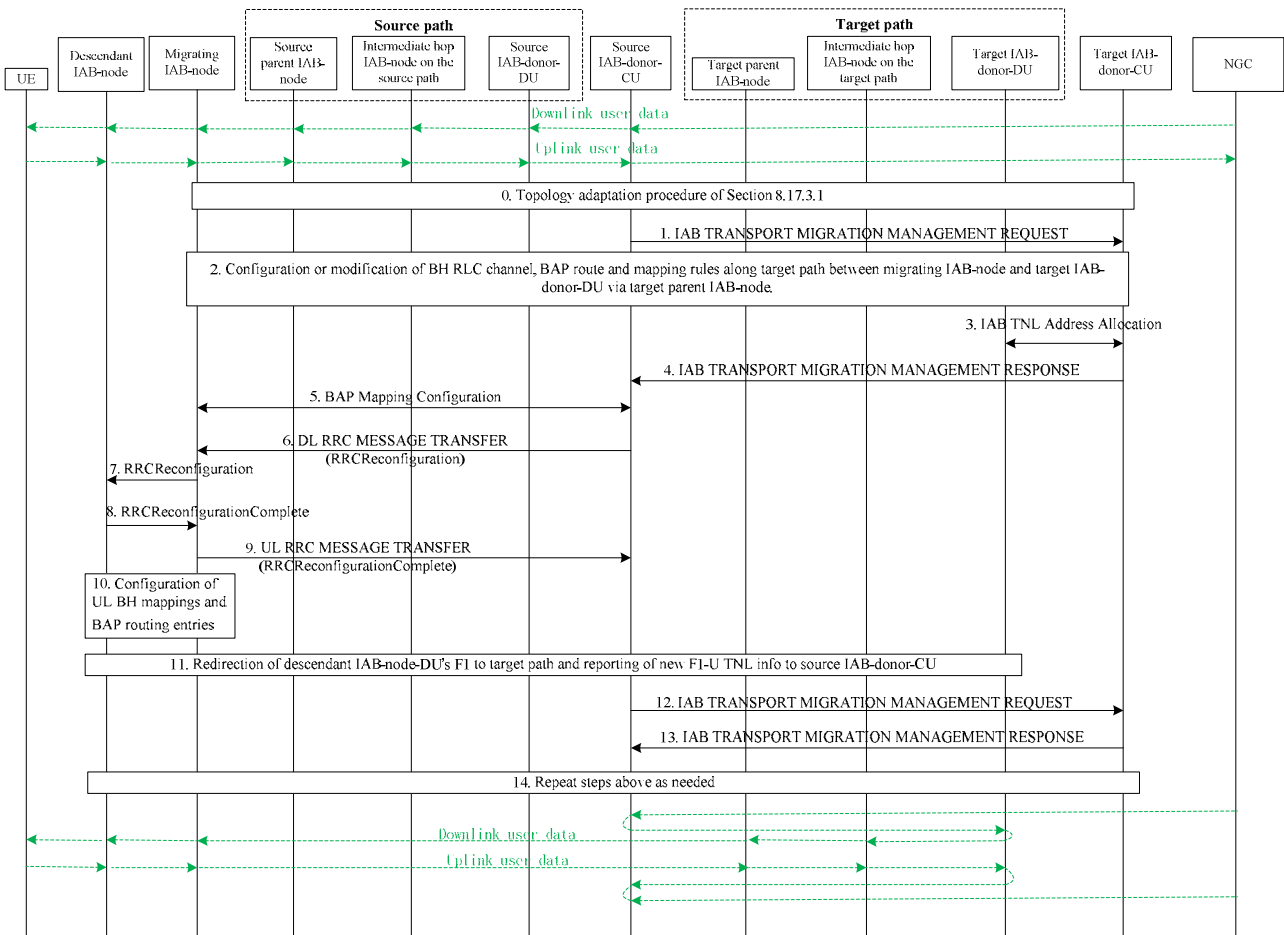 Source path
Target path
UE
Descendant
IAB-node
Migrating
IAB-node
Source
parent IAB-
node
Intermediate hop
IAB-node on the
source path
Source
IAB-donor-
DU
Source
IAB-donor-
CU
Target parent
IAB-node
Intermediate hop
IAB-node on the
target path
Target IAB-
donor-DU
Target IAB-
donor-CU
NGC
Downlink user data
Uplink user data
0. Topology adaptation procedure of Section 8.17.3.1
1. IAB TRANSPORT MIGRATION MANAGEMENT REQUEST
2. Configuration or modification of BH RLC channel, BAP route and mapping rules along target path between migrating IAB-node and target IAB-
donor-DU via target parent IAB-node.
3. IAB TNL Address Allocation
4. IAB TRANSPORT MIGRATION MANAGEMENT RESPONSE
5. BAP Mapping Configuration
6. DL RRC MESSAGE TRANSFER
(RRCReconfiguration)
7. RRCReconfiguration
8. RRCReconfigurationComplete
9. UL RRC MESSAGE TRANSFER
(RRCReconfigurationComplete)
10. Configuration of
UL BH mappings and
BAP routing entries
11. Redirection of descendant IAB-node-DU's F1 to target path and reporting of new F1-U TNL info to source IAB-donor-CU
12. IAB TRANSPORT MIGRATION MANAGEMENT REQUEST
13. IAB TRANSPORT MIGRATION MANAGEMENT RESPONSE
14. Repeat steps above as needed
Downlink user data
Uplink user data